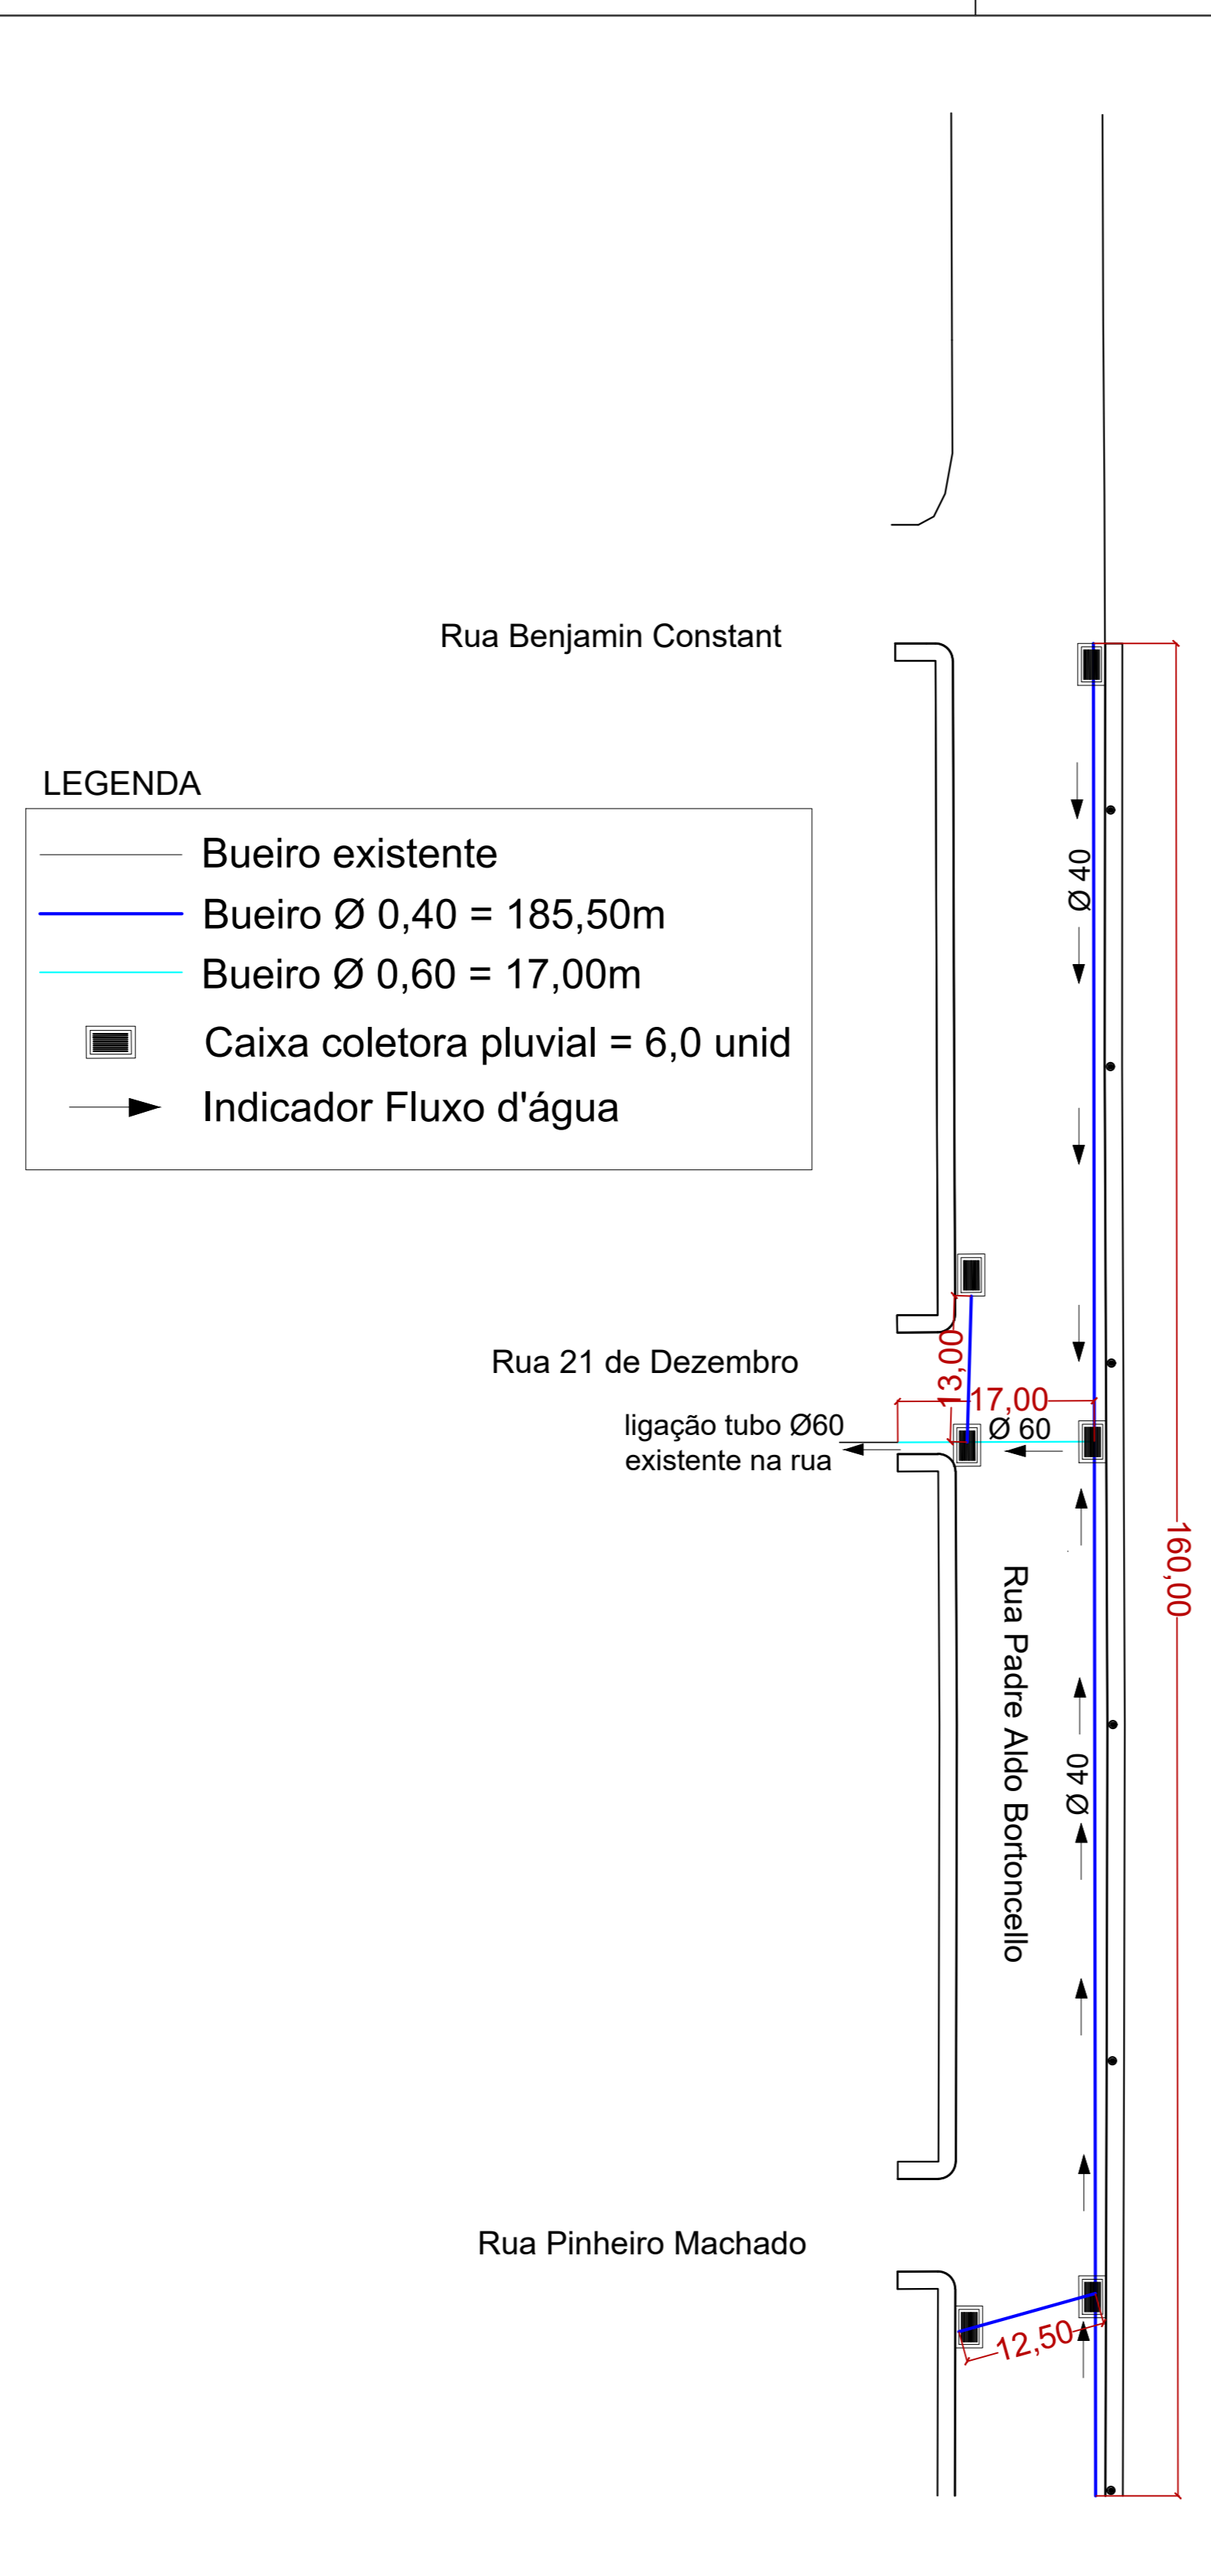 Rua Benjamin Constant
LEGENDA
Bueiro existente
Bueiro Ø 0,40 = 185,50m
Bueiro Ø 0,60 = 17,00m
Caixa coletora pluvial = 6,0 unid
Indicador Fluxo d'água
Ø 40
13,00
Rua 21 de Dezembro
17,00
ligação tubo Ø60
existente na rua
Ø 60
160,00
Rua Padre Aldo Bortoncello
Ø 40
Rua Pinheiro Machado
12,50